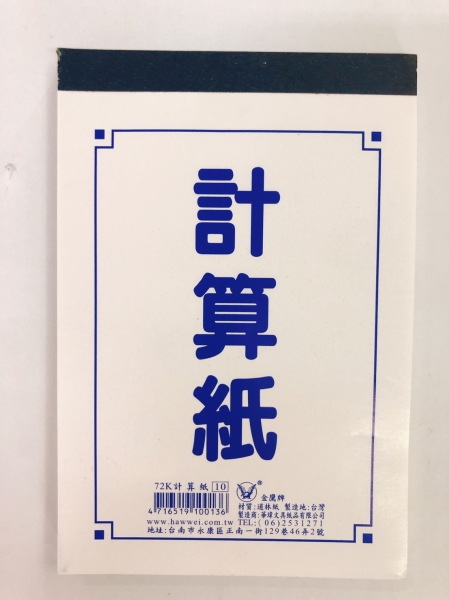 計算紙
72K計算紙 10
4 716519 100136
金鷹牌
材質:道林紙 製造地:台灣
製造商:華瑋文具紙品有限公司
www.hawwei.com.tw TEL:(06)2531271
地址:台南市永康區正南一街129巷46弄2號